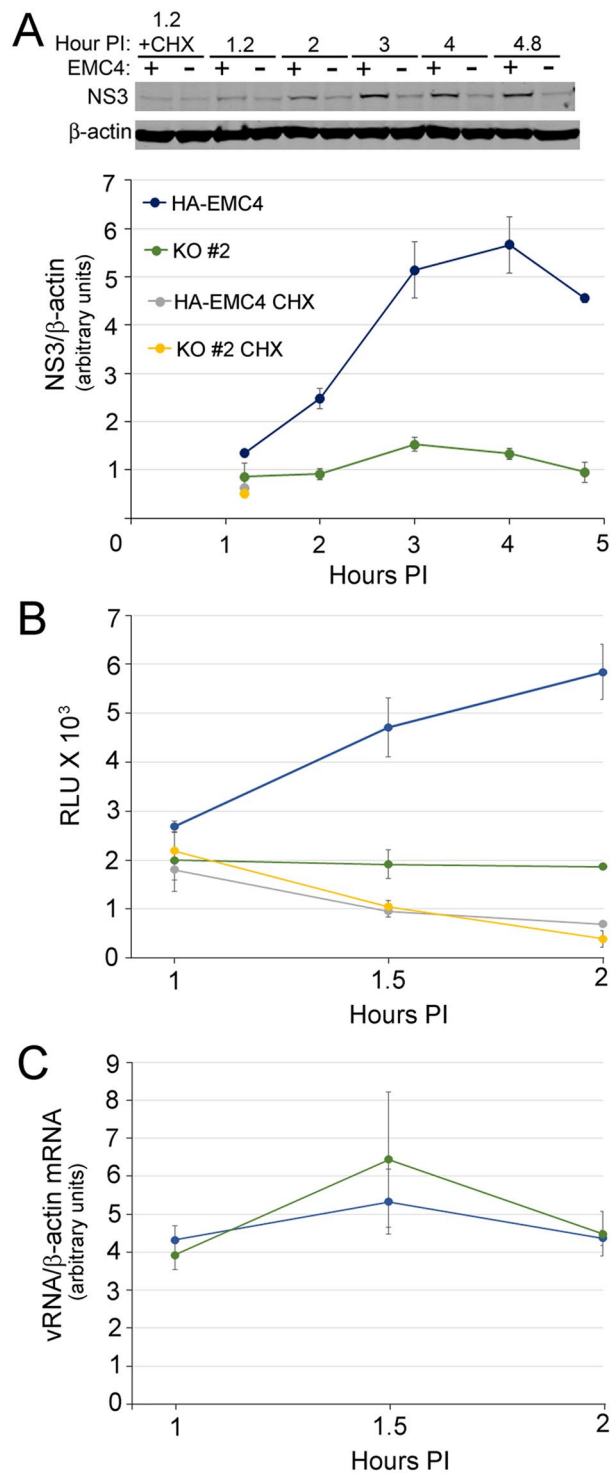 A
1.2
Hour PI: +CHX 1.2 2 3 4 4.8
EMC4: + - + - + - + - + - + -
NS3
β-actin
7
6
5
4
3
2
1
NS3/β-actin
(arbitrary units)
HA-EMC4
KO #2
HA-EMC4 CHX
KO #2 CHX
0 1 2 3 4 5
Hours PI
B
7
6
5
4
3
2
1
0
RLU X 10³
1 1.5 2
Hours PI
C
9
8
7
6
5
4
3
2
1
0
vRNA/β-actin mRNA
(arbitrary units)
1 1.5 2
Hours PI